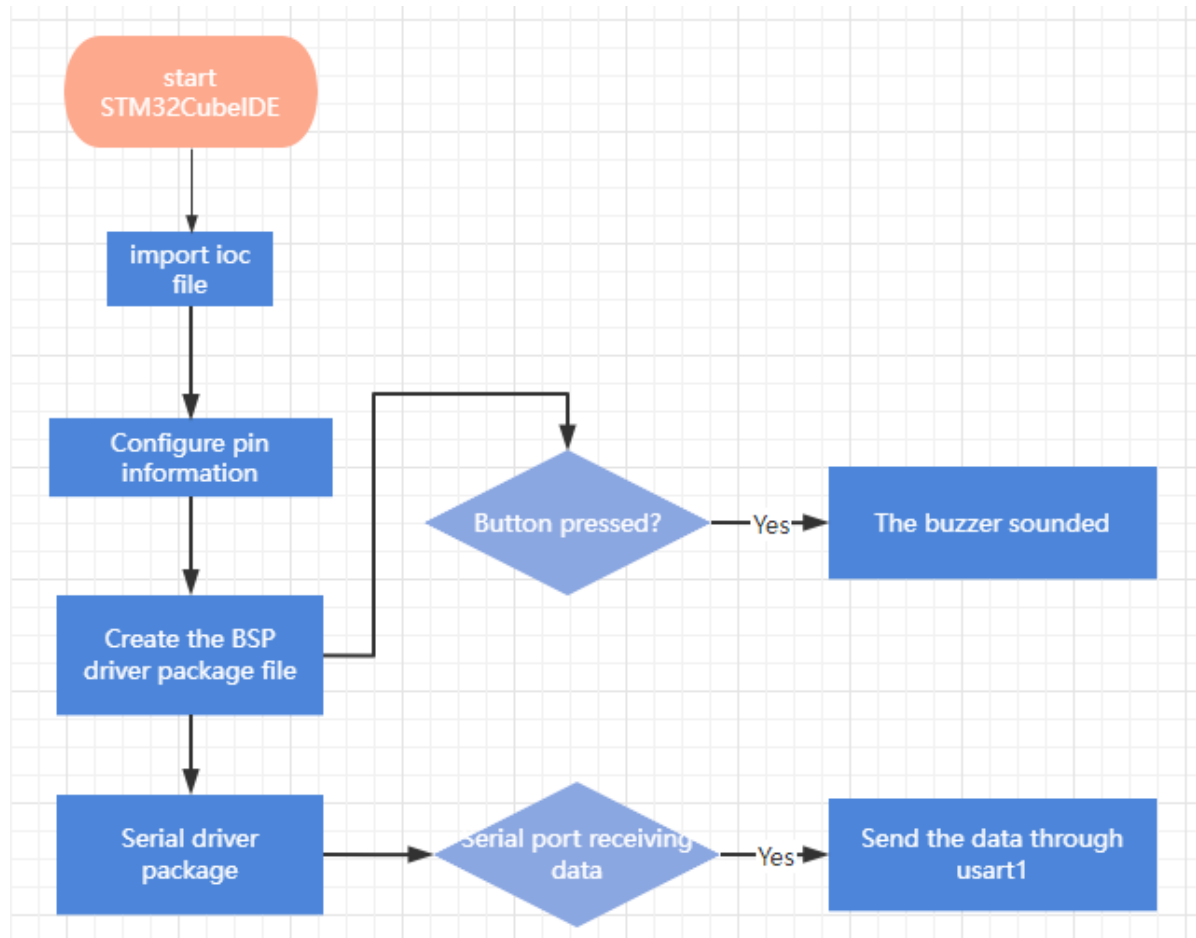 start
STM32CubeIDE
import ioc
file
Configure pin
information
Button pressed?
Yes
The buzzer sounded
Create the BSP
driver package file
Serial driver
package
Serial port receiving
data
Yes
Send the data through
usart1